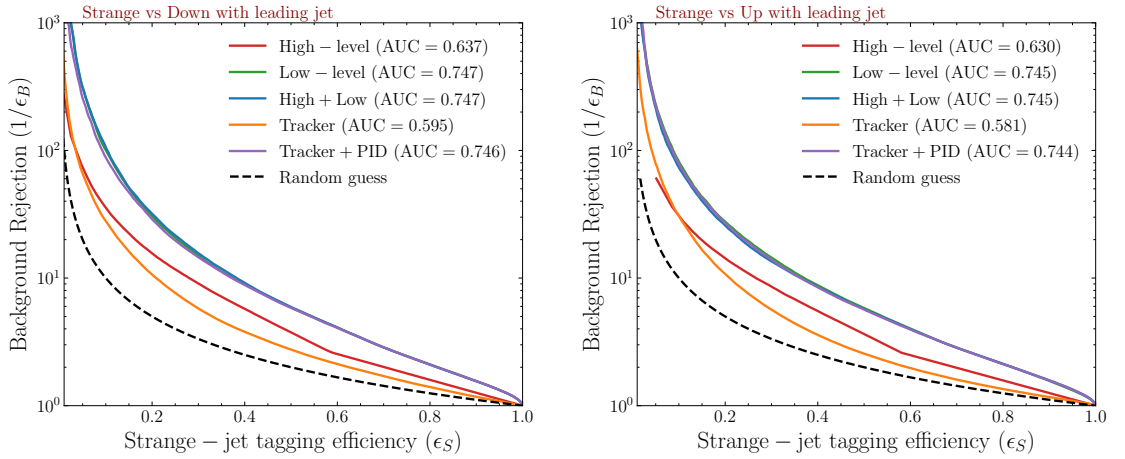 Strange vs Down with leading jet
High − level (AUC = 0.637)
Low − level (AUC = 0.747)
High + Low (AUC = 0.747)
Tracker (AUC = 0.595)
Tracker + PID (AUC = 0.746)
Random guess
Background Rejection (1/ϵ_B)
10³
10²
10¹
10⁰
0.2 0.4 0.6 0.8 1.0
Strange − jet tagging efficiency (ϵ_S)
Strange vs Up with leading jet
High − level (AUC = 0.630)
Low − level (AUC = 0.745)
High + Low (AUC = 0.745)
Tracker (AUC = 0.581)
Tracker + PID (AUC = 0.744)
Random guess
Background Rejection (1/ϵ_B)
10³
10²
10¹
10⁰
0.2 0.4 0.6 0.8 1.0
Strange − jet tagging efficiency (ϵ_S)